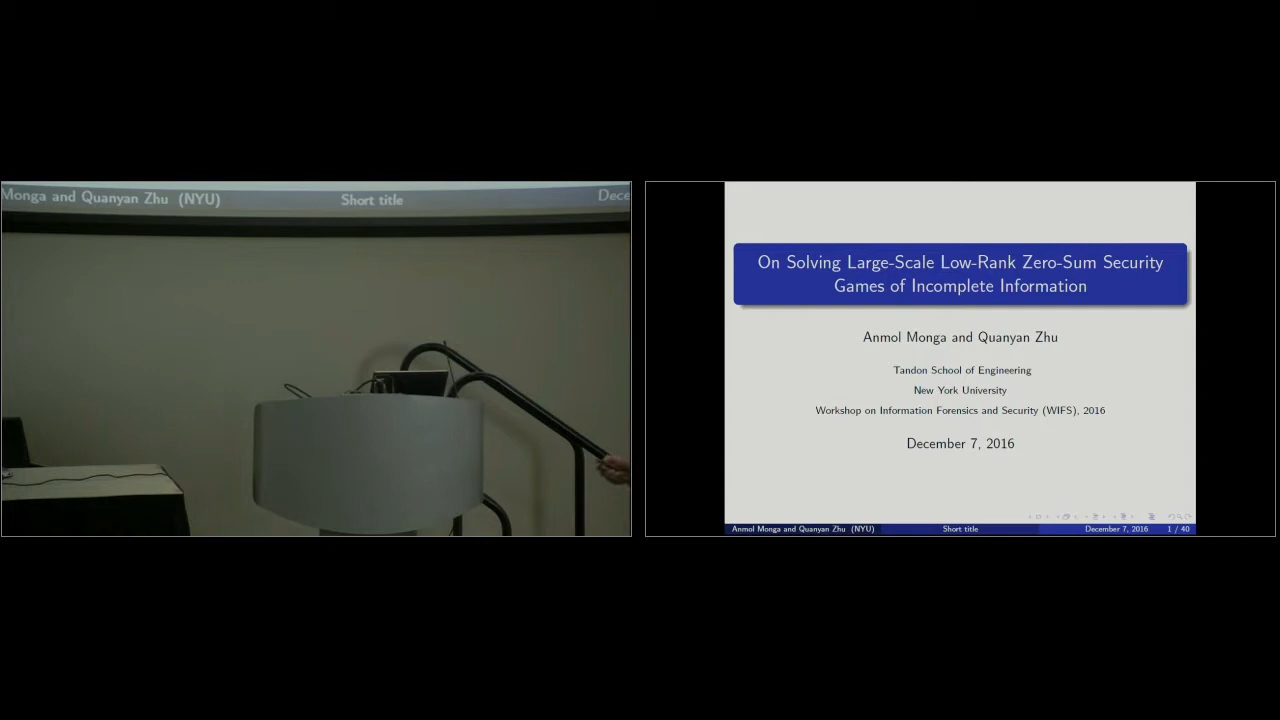 Monga and Quanyan Zhu (NYU) Short title Dece
On Solving Large-Scale Low-Rank Zero-Sum Security
Games of Incomplete Information
Anmol Monga and Quanyan Zhu
Tandon School of Engineering
New York University
Workshop on Information Forensics and Security (WIFS), 2016
December 7, 2016
Anmol Monga and Quanyan Zhu (NYU) Short title December 7, 2016 1 / 40